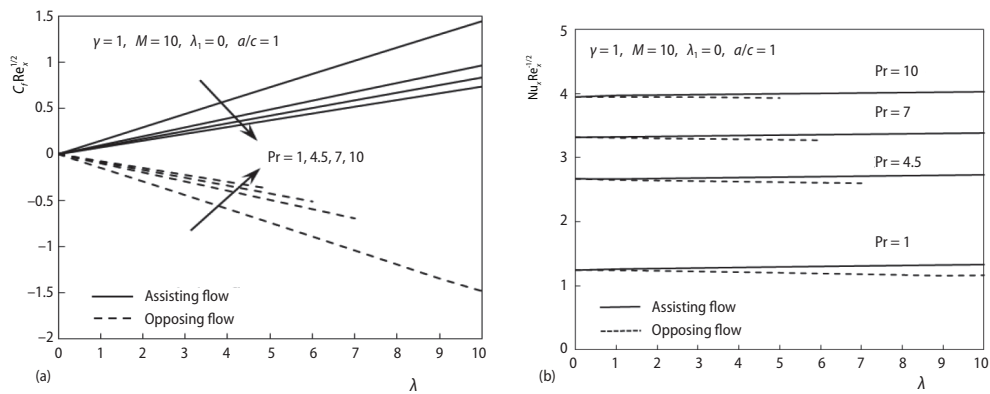 C_f Re_x^{1/2}
1.5
1
0.5
0
−0.5
−1
−1.5
−2
γ = 1, M = 10, λ₁ = 0, a/c = 1
Pr = 1, 4.5, 7, 10
Assisting flow
Opposing flow
0 1 2 3 4 5 6 7 8 9 10
(a)
λ
Nu_x Re_x^{-1/2}
5
4
3
2
1
0
γ = 1, M = 10, λ₁ = 0, a/c = 1
Pr = 10
Pr = 7
Pr = 4.5
Pr = 1
Assisting flow
Opposing flow
0 1 2 3 4 5 6 7 8 9 10
(b)
λ